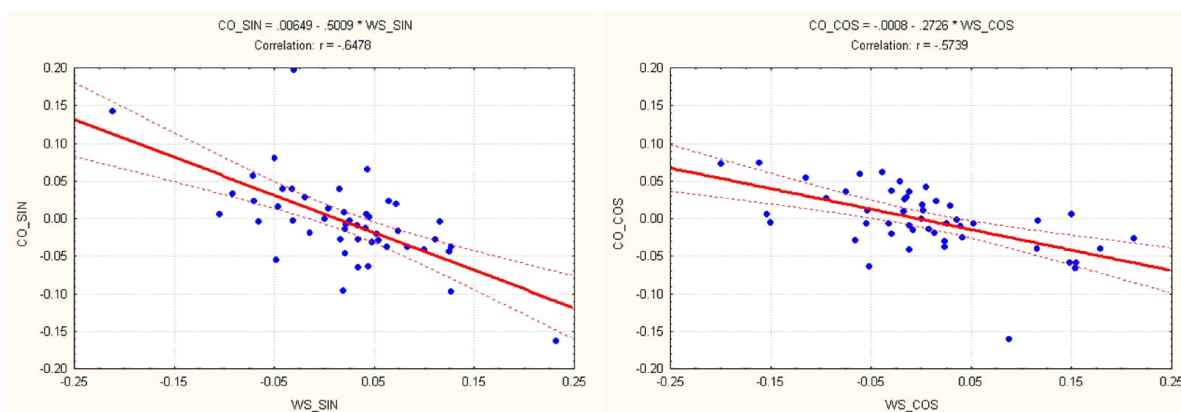 CO_SIN = .00649 - .5009 * WS_SIN
Correlation: r = -.6478
0.20
0.15
0.10
0.05
0.00
-0.05
-0.10
-0.15
-0.20
CO_SIN
-0.25 -0.15 -0.05 0.05 0.15 0.25
WS_SIN
CO_COS = -.0008 - .2726 * WS_COS
Correlation: r = -.5739
0.20
0.15
0.10
0.05
0.00
-0.05
-0.10
-0.15
-0.20
CO_COS
-0.25 -0.15 -0.05 0.05 0.15 0.25
WS_COS